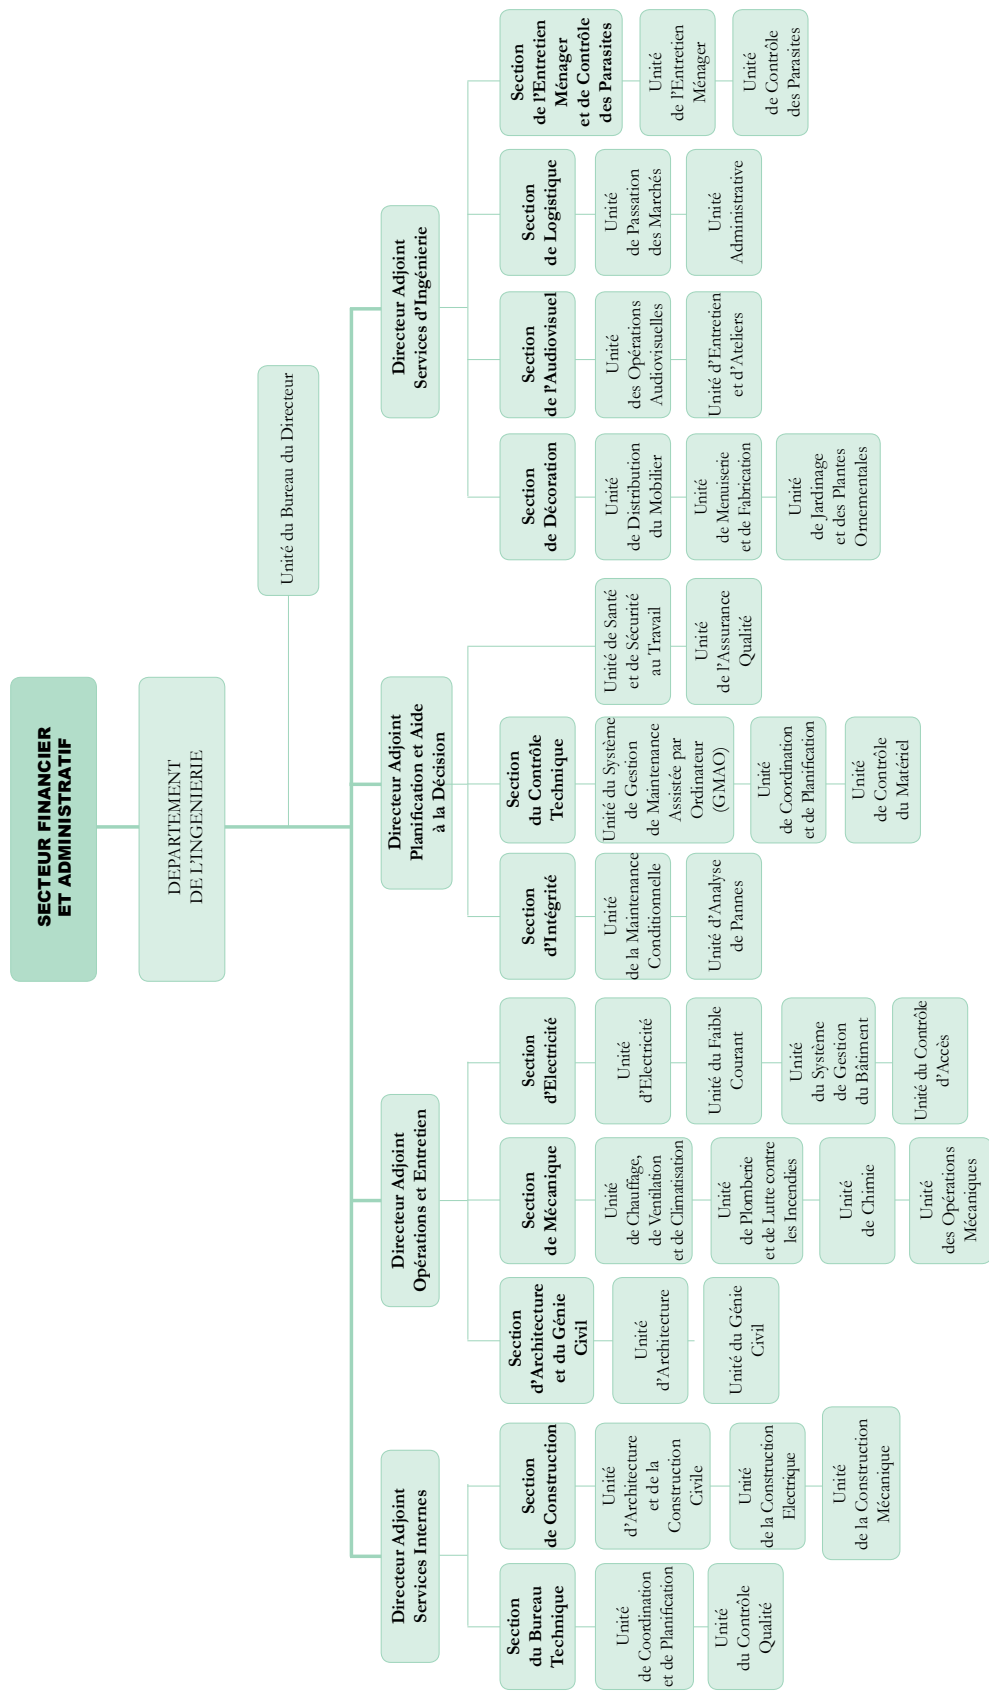 SECTEUR FINANCIER
ET ADMINISTRATIF
DEPARTEMENT
DE L'INGENIERIE
Unité du Bureau du Directeur
Directeur Adjoint
Services Internes
Section
du Bureau
Technique
Unité
de Coordination
et de Planification
Unité
du Contrôle
Qualité
Section
de Construction
Unité
d'Architecture
et de la
Construction
Civile
Unité
de la Construction
Electrique
Unité
de la Construction
Mécanique
Directeur Adjoint
Opérations et Entretien
Section
d'Architecture
et du Génie
Civil
Unité
d'Architecture
Unité du Génie
Civil
Section
de Mécanique
Unité
de Chauffage,
de Ventilation
et de Climatisation
Unité
de Plomberie
et de Lutte contre
les Incendies
Unité
de Chimie
Unité
des Opérations
Mécaniques
Section
d'Electricité
Unité
d'Electricité
Unité du Faible
Courant
Unité
du Système
de Gestion
du Bâtiment
Unité du Contrôle
d'Accès
Directeur Adjoint
Planification et Aide
à la Décision
Section
d'Intégrité
Unité
de la Maintenance
Conditionnelle
Unité d'Analyse
de Pannes
Section
du Contrôle
Technique
Unité du Système
de Gestion
de Maintenance
Assistée par
Ordinateur
(GMAO)
Unité
de Coordination
et de Planification
Unité
de Contrôle
du Matériel
Unité de Santé
et de Sécurité
au Travail
Unité
de l'Assurance
Qualité
Directeur Adjoint
Services d'Ingénierie
Section
de Décoration
Unité
de Distribution
du Mobilier
Unité
de Menuiserie
et de Fabrication
Unité
de Jardinage
et des Plantes
Ornementales
Section
de l'Audiovisuel
Unité
des Opérations
Audiovisuelles
Unité d'Entretien
et d'Ateliers
Section
de Logistique
Unité
de Passation
des Marchés
Unité
Administrative
Section
de l'Entretien
Ménager
et de Contrôle
des Parasites
Unité
de l'Entretien
Ménager
Unité
de Contrôle
des Parasites